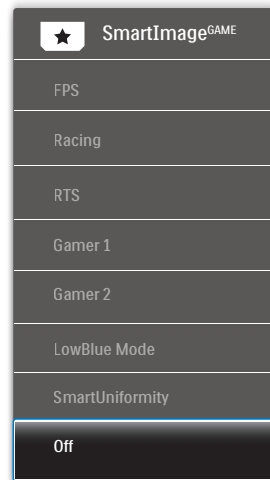 SmartImageGAME
FPS
Racing
RTS
Gamer 1
Gamer 2
LowBlue Mode
SmartUniformity
Off